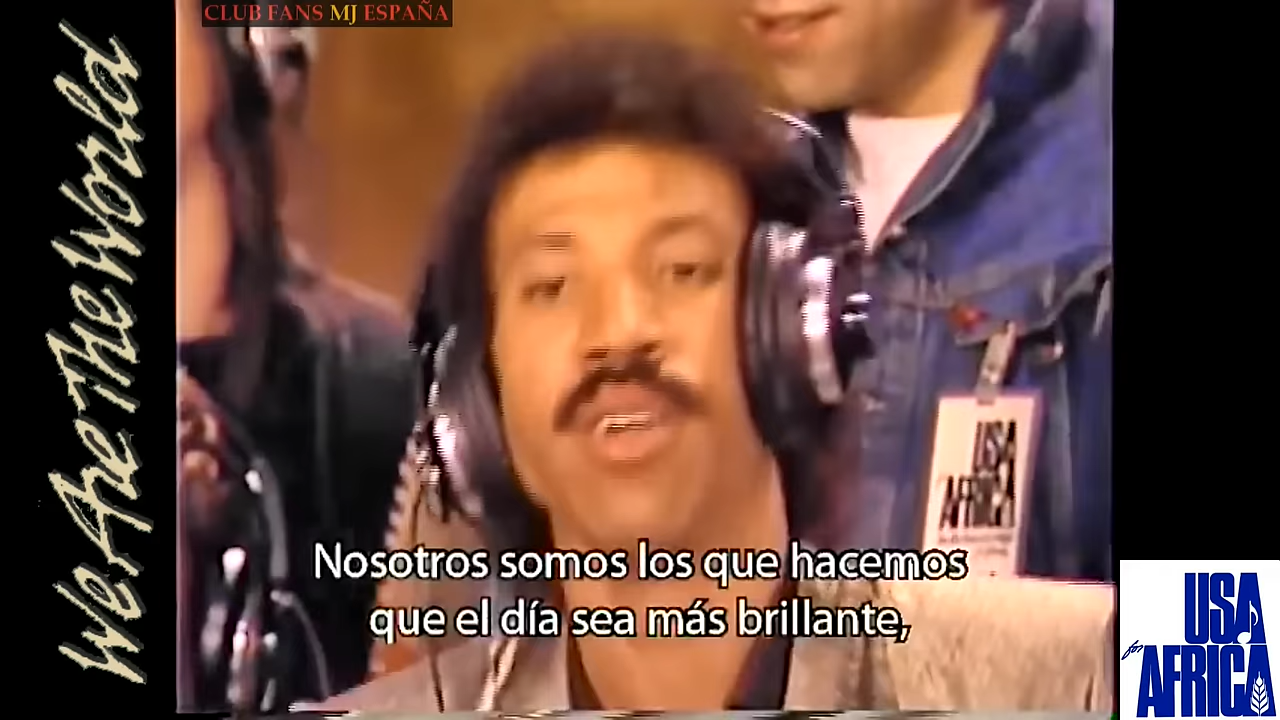 CLUB FANS MJ ESPAÑA
We Are The World
USA
AFRICA
Nosotros somos los que hacemos
que el día sea más brillante,
USA
for
AFRICA